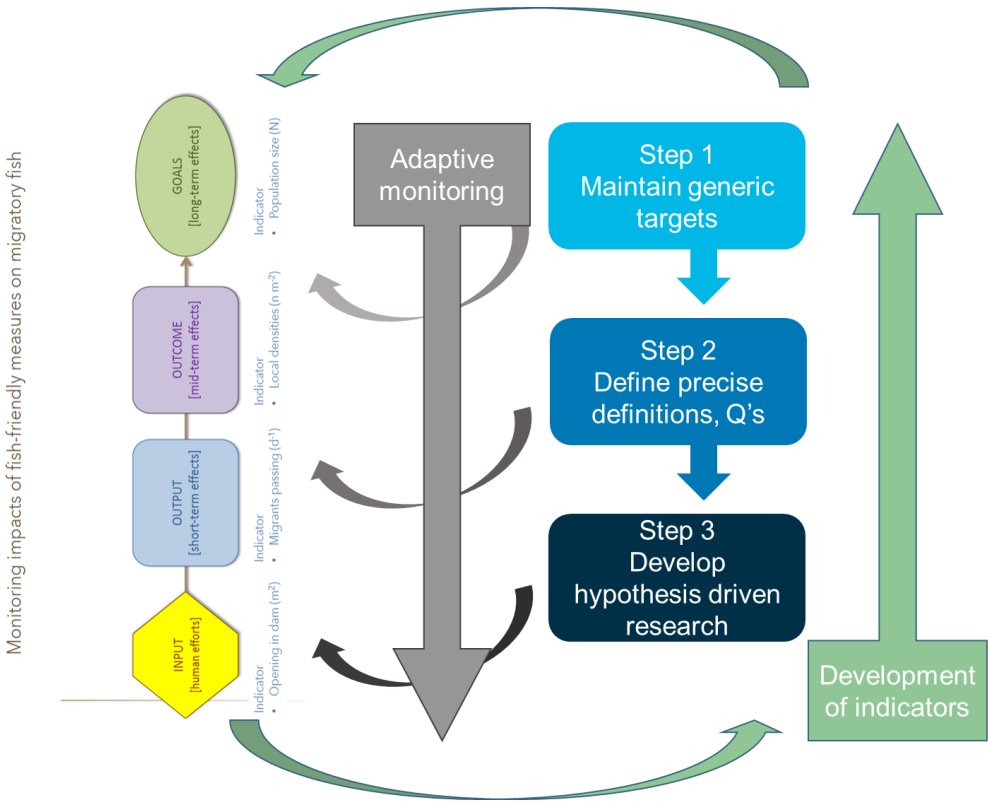 Monitoring impacts of fish-friendly measures on migratory fish
GOALS
[long-term effects]
Indicator
• Population size (N)
OUTCOME
[mid-term effects]
Indicator
• Local densities (n m⁻²)
OUTPUT
[short-term effects]
Indicator
• Migrants passing (d⁻¹)
INPUT
[human efforts]
Indicator
• Opening in dam (m²)
Adaptive
monitoring
Step 1
Maintain generic
targets
Step 2
Define precise
definitions, Q's
Step 3
Develop
hypothesis driven
research
Development
of indicators